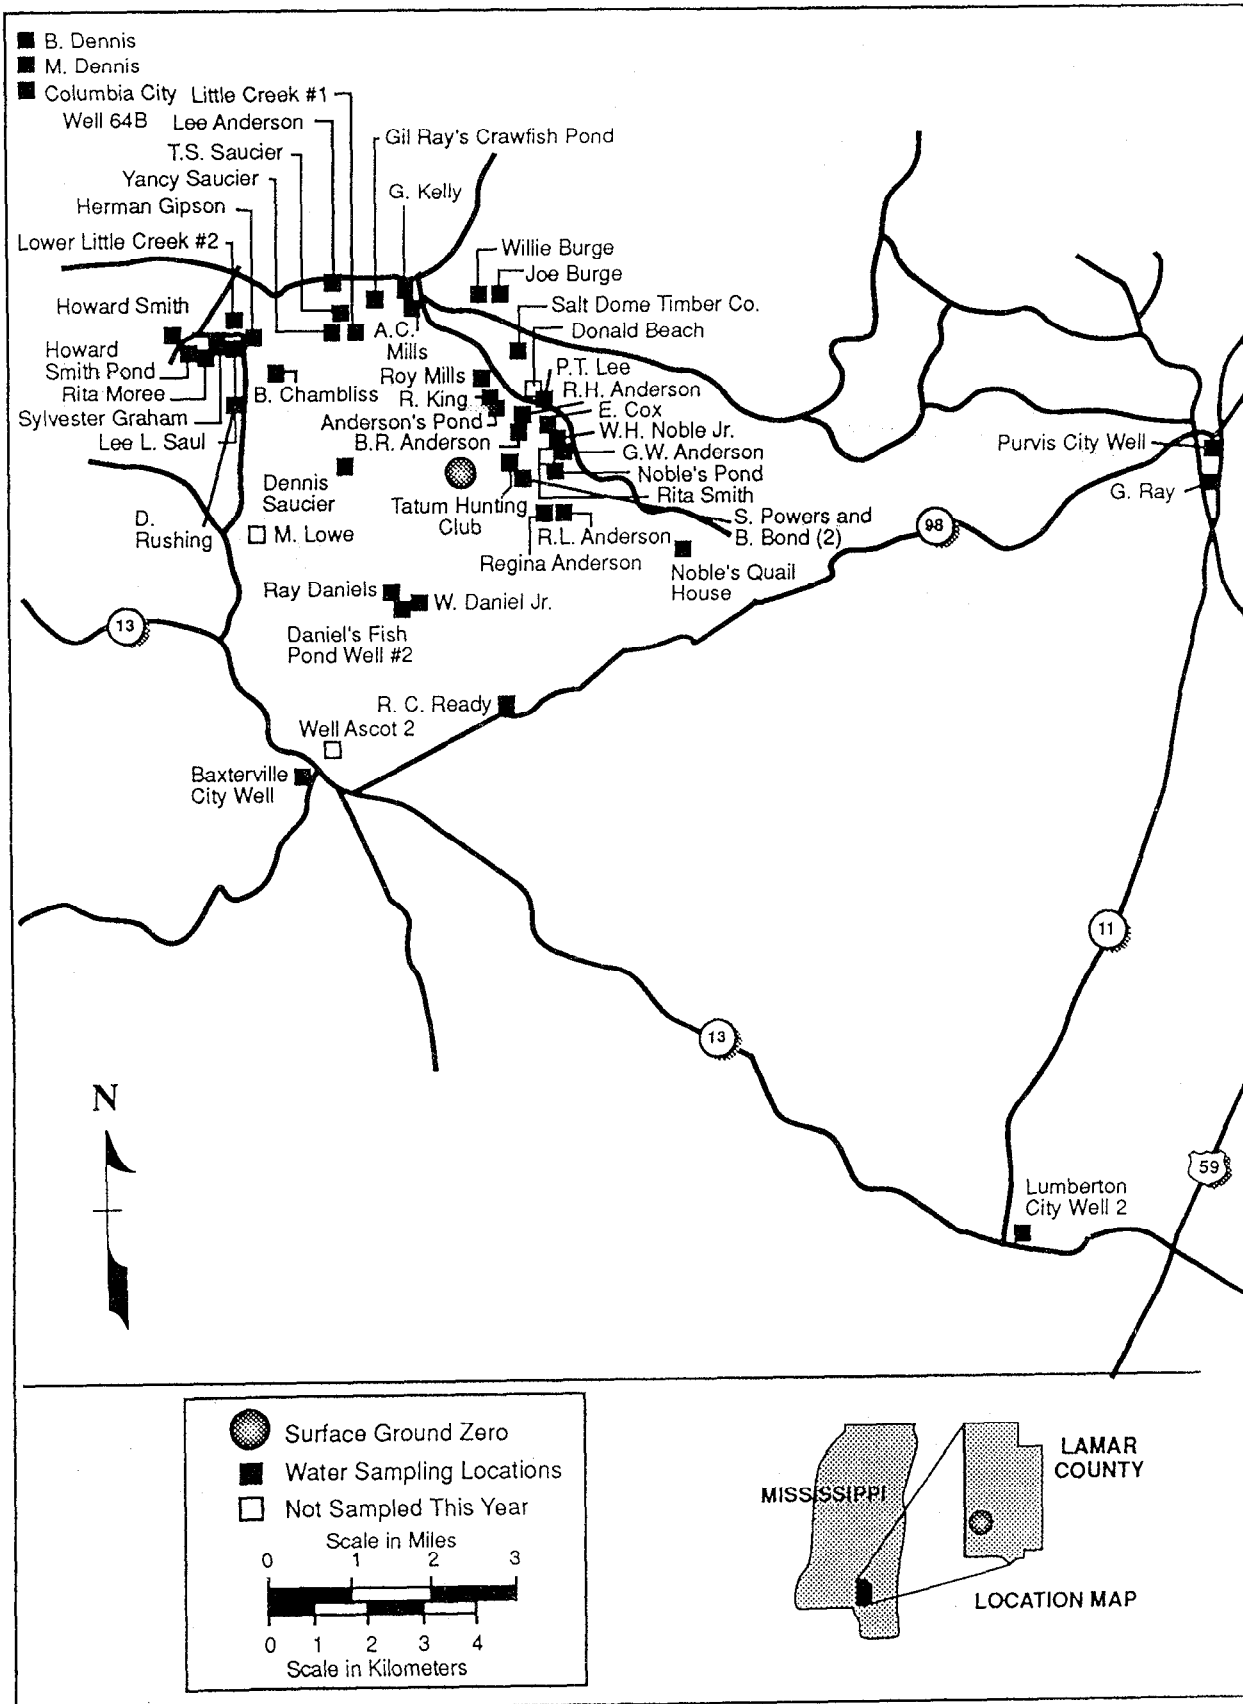 B. Dennis
M. Dennis
Columbia City
Well 64B
Little Creek #1
Lee Anderson
T.S. Saucier
Yancy Saucier
Herman Gipson
Lower Little Creek #2
Gil Ray's Crawfish Pond
G. Kelly
Willie Burge
Joe Burge
Salt Dome Timber Co.
Donald Beach
Howard Smith
A.C.
Mills
Howard
Smith Pond
P.T. Lee
Roy Mills
R.H. Anderson
Rita Moree
B. Chambliss
R. King
E. Cox
Sylvester Graham
Anderson's Pond
W.H. Noble Jr.
Lee L. Saul
B.R. Anderson
G.W. Anderson
Purvis City Well
Noble's Pond
Dennis
Saucier
G. Ray
Rita Smith
Tatum Hunting
Club
D.
Rushing
S. Powers and
B. Bond (2)
98
M. Lowe
R.L. Anderson
Regina Anderson
Noble's Quail
House
Ray Daniels
W. Daniel Jr.
13
Daniel's Fish
Pond Well #2
R. C. Ready
Well Ascot 2
Baxterville
City Well
11
13
N
59
Lumberton
City Well 2
Surface Ground Zero
Water Sampling Locations
Not Sampled This Year
Scale in Miles
0 1 2 3
0 1 2 3 4
Scale in Kilometers
MISSISSIPPI
LAMAR
COUNTY
LOCATION MAP